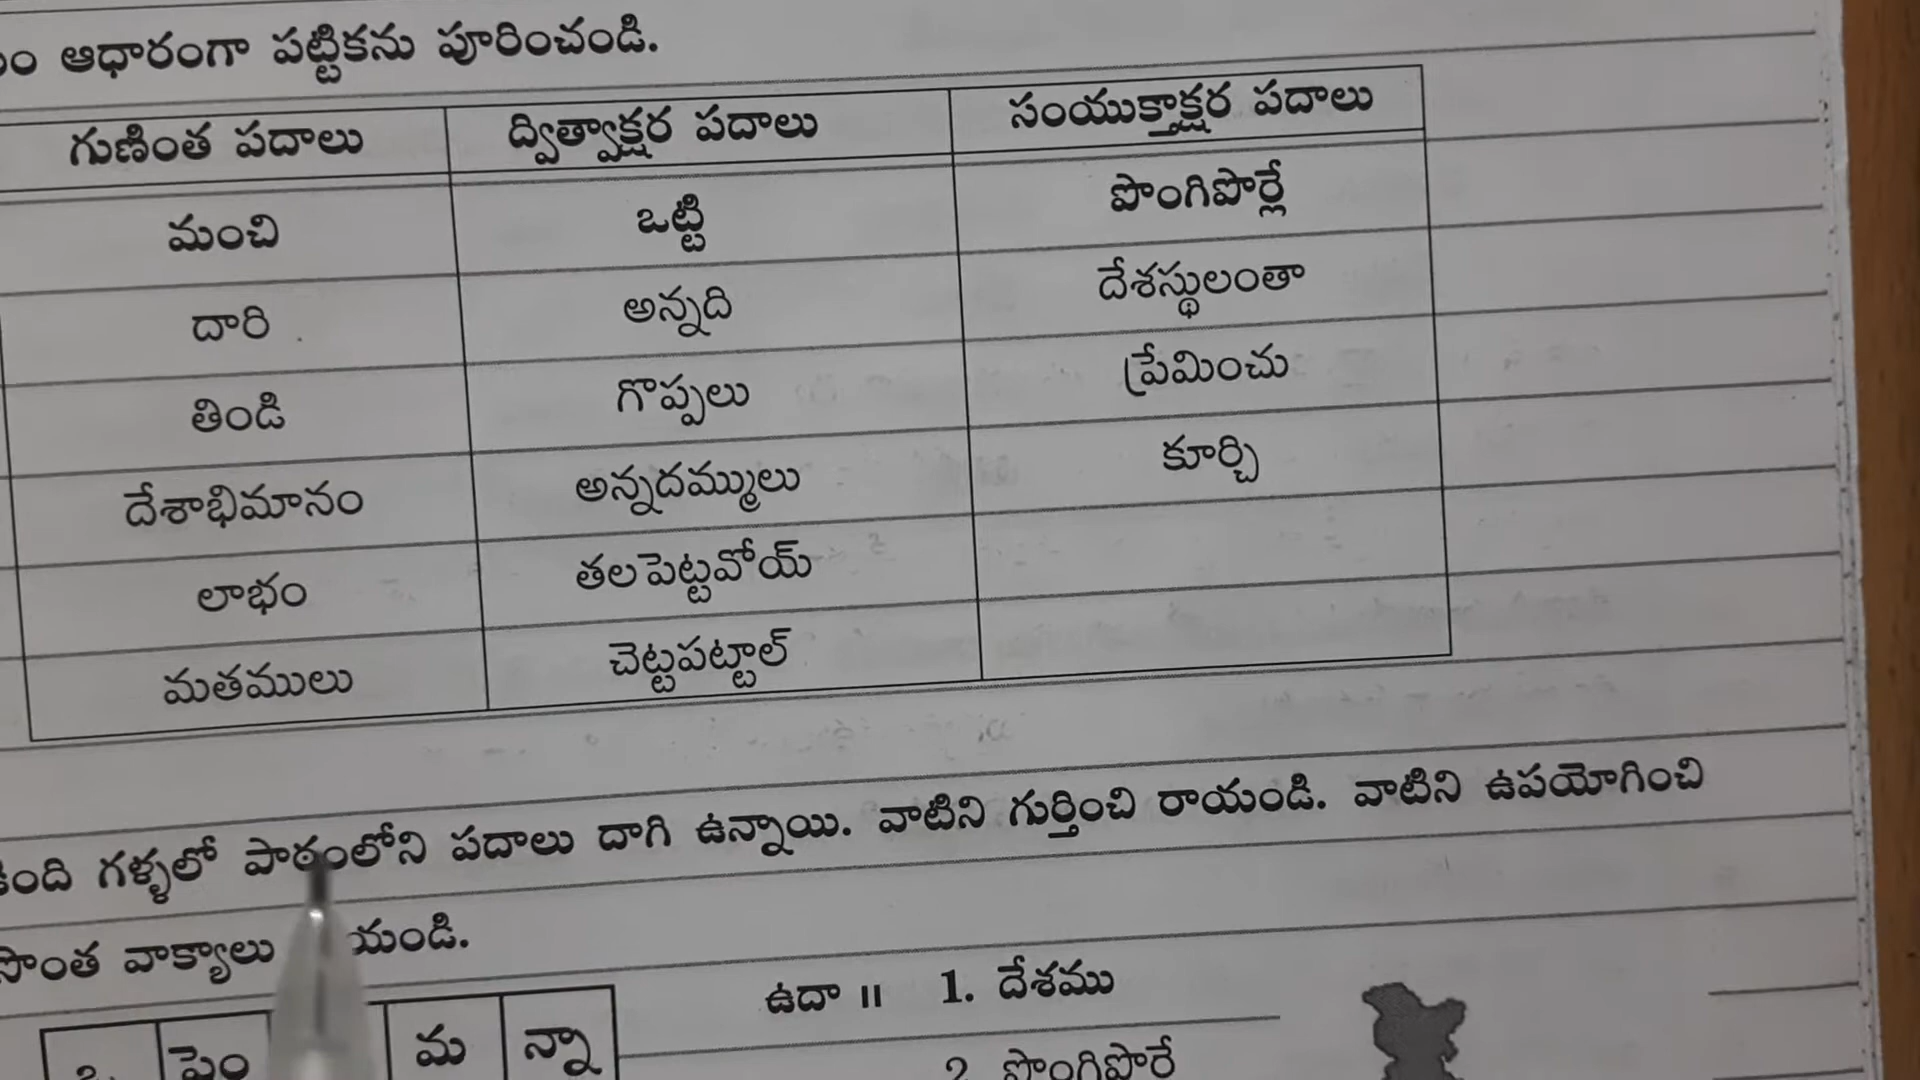 ఆధారంగా పట్టికను పూరించండి.
గుణింత పదాలు ద్విత్వాక్షర పదాలు సంయుక్తాక్షర పదాలు
మంచి ఒట్టి పొంగిపొర్లే
దారి అన్నది దేశస్థులంతా
తిండి గొప్పలు ప్రేమించు
దేశాభిమానం అన్నదమ్ములు కూర్చి
లాభం తలపెట్టవోయ్
మతములు చెట్టపట్టాల్
గళ్ళలో పాఠంలోని పదాలు దాగి ఉన్నాయి. వాటిని గుర్తించి రాయండి. వాటిని ఉపయోగించి
సొంత వాక్యాలు
ఉదా ॥ 1. దేశము
పెం మ న్నా
2.